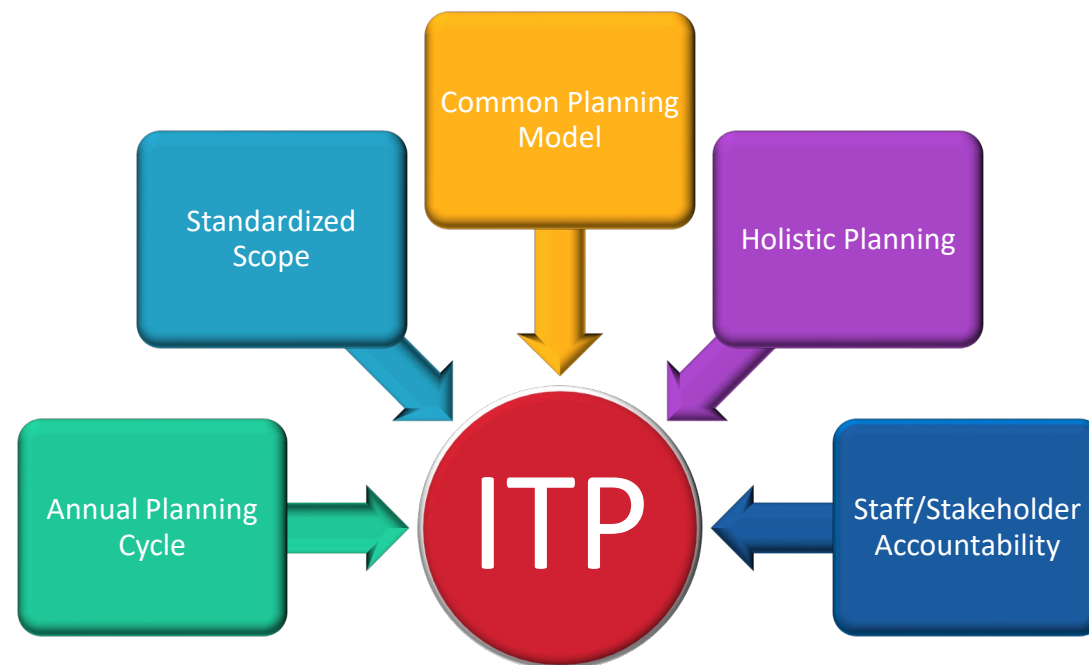 Common Planning
Model
Standardized
Scope
Holistic Planning
Annual Planning
Cycle
ITP
Staff/Stakeholder
Accountability